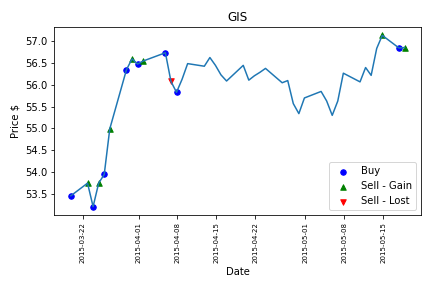 GIS
Price $
57.0
56.5
56.0
55.5
55.0
54.5
54.0
53.5
Buy
Sell - Gain
Sell - Lost
2015-03-22
2015-04-01
2015-04-08
2015-04-15
2015-04-22
2015-05-01
2015-05-08
2015-05-15
Date